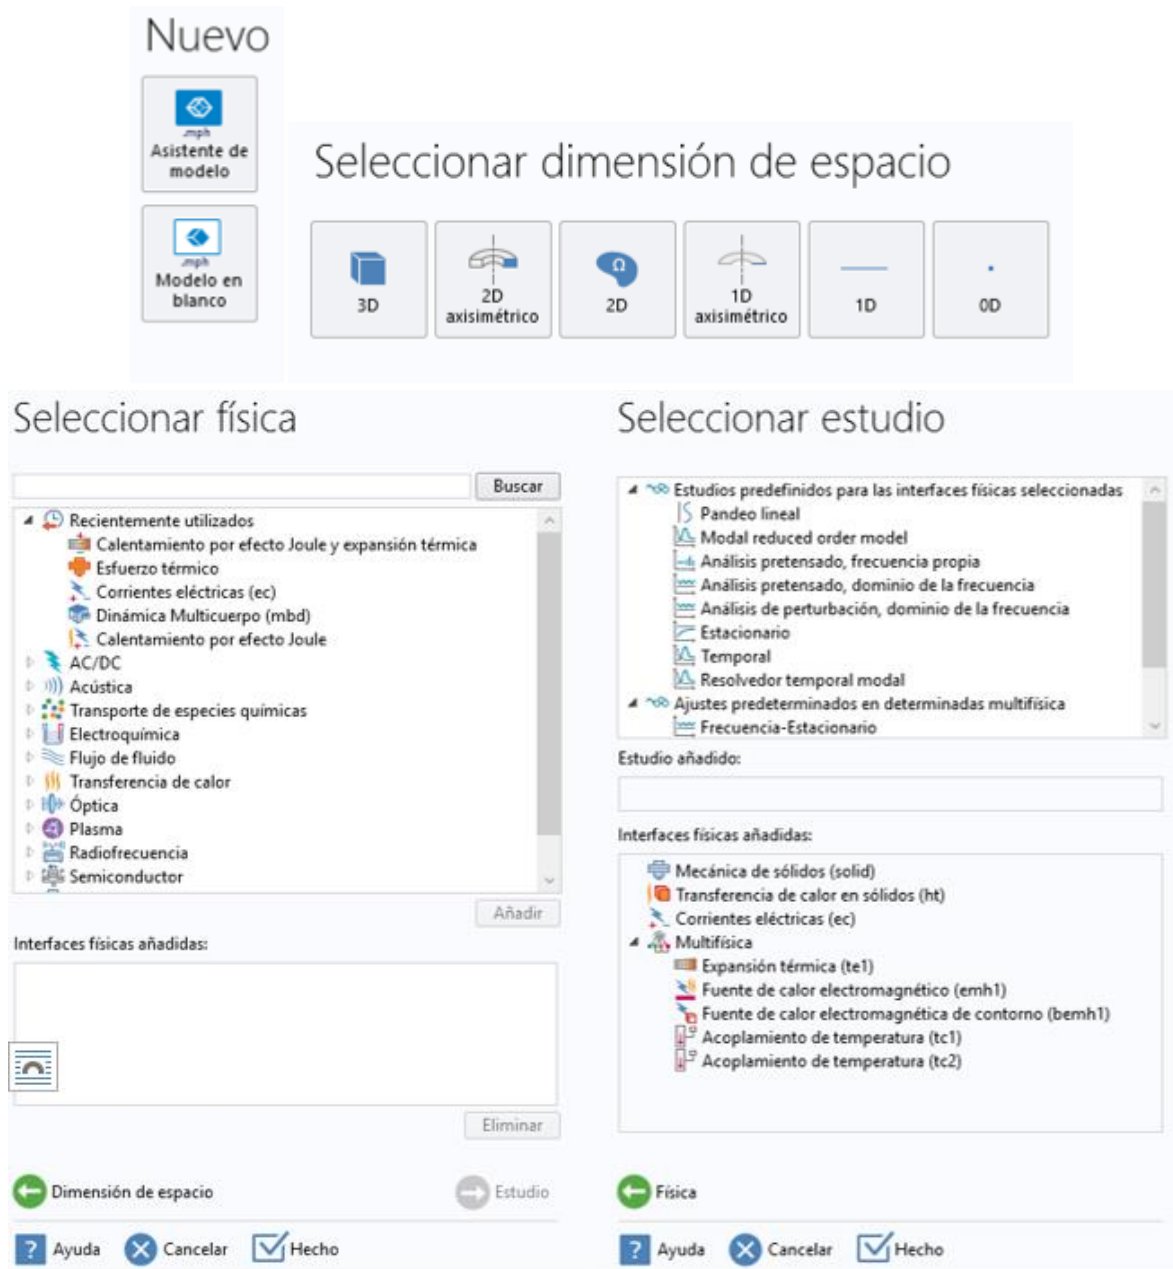 Nuevo
.mph
Asistente de
modelo
.mph
Modelo en
blanco
Seleccionar dimensión de espacio
3D
2D
axisimétrico
Ω
2D
1D
axisimétrico
1D
0D
Seleccionar física
Buscar
Recientemente utilizados
Calentamiento por efecto Joule y expansión térmica
Esfuerzo térmico
Corrientes eléctricas (ec)
Dinámica Multicuerpo (mbd)
Calentamiento por efecto Joule
AC/DC
Acústica
Transporte de especies químicas
Electroquímica
Flujo de fluido
Transferencia de calor
Óptica
Plasma
Radiofrecuencia
Semiconductor
Añadir
Interfaces físicas añadidas:
Eliminar
Dimensión de espacio
Estudio
? Ayuda
Cancelar
Hecho
Seleccionar estudio
Estudios predefinidos para las interfaces físicas seleccionadas
Pandeo lineal
Modal reduced order model
Análisis pretensado, frecuencia propia
Análisis pretensado, dominio de la frecuencia
Análisis de perturbación, dominio de la frecuencia
Estacionario
Temporal
Resolvedor temporal modal
Ajustes predeterminados en determinadas multifísica
Frecuencia-Estacionario
Estudio añadido:
Interfaces físicas añadidas:
Mecánica de sólidos (solid)
Transferencia de calor en sólidos (ht)
Corrientes eléctricas (ec)
Multifísica
Expansión térmica (te1)
Fuente de calor electromagnético (emh1)
Fuente de calor electromagnética de contorno (bemh1)
Acoplamiento de temperatura (tc1)
Acoplamiento de temperatura (tc2)
Física
? Ayuda
Cancelar
Hecho